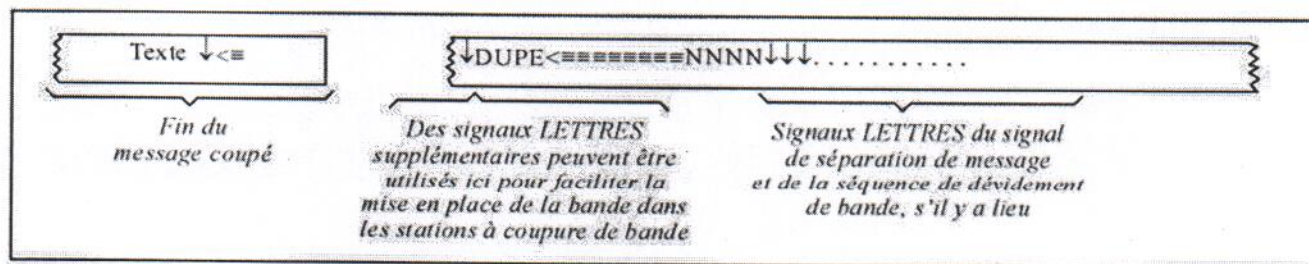 Texte ↓<≡
↓DUPE<≡≡≡≡≡≡≡≡NNNN↓↓↓...........
Fin du
message coupé
Des signaux LETTRES
supplémentaires peuvent être
utilisés ici pour faciliter la
mise en place de la bande dans
les stations à coupure de bande
Signaux LETTRES du signal
de séparation de message
et de la séquence de dévidement
de bande, s'il y a lieu